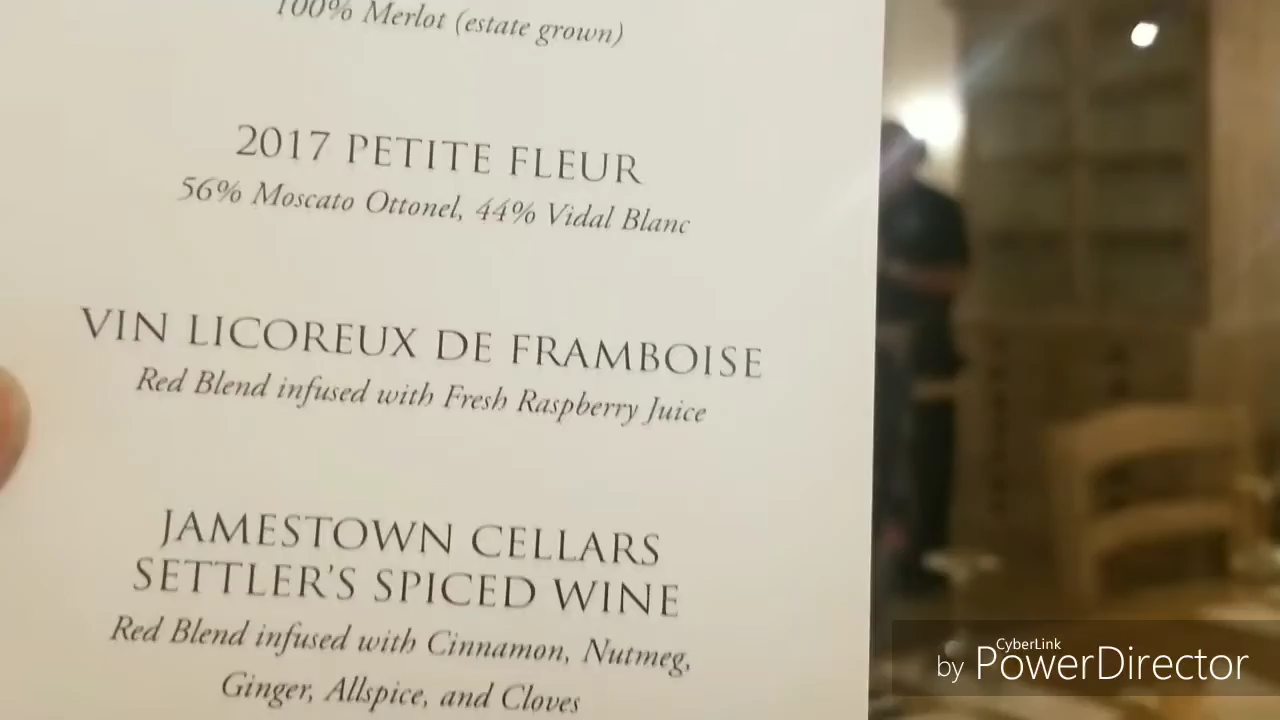 100% Merlot (estate grown)
2017 PETITE FLEUR
56% Moscato Ottonel, 44% Vidal Blanc
VIN LICOREUX DE FRAMBOISE
Red Blend infused with Fresh Raspberry Juice
JAMESTOWN CELLARS
SETTLER'S SPICED WINE
Red Blend infused with Cinnamon, Nutmeg,
Ginger, Allspice, and Cloves
CyberLink
by PowerDirector